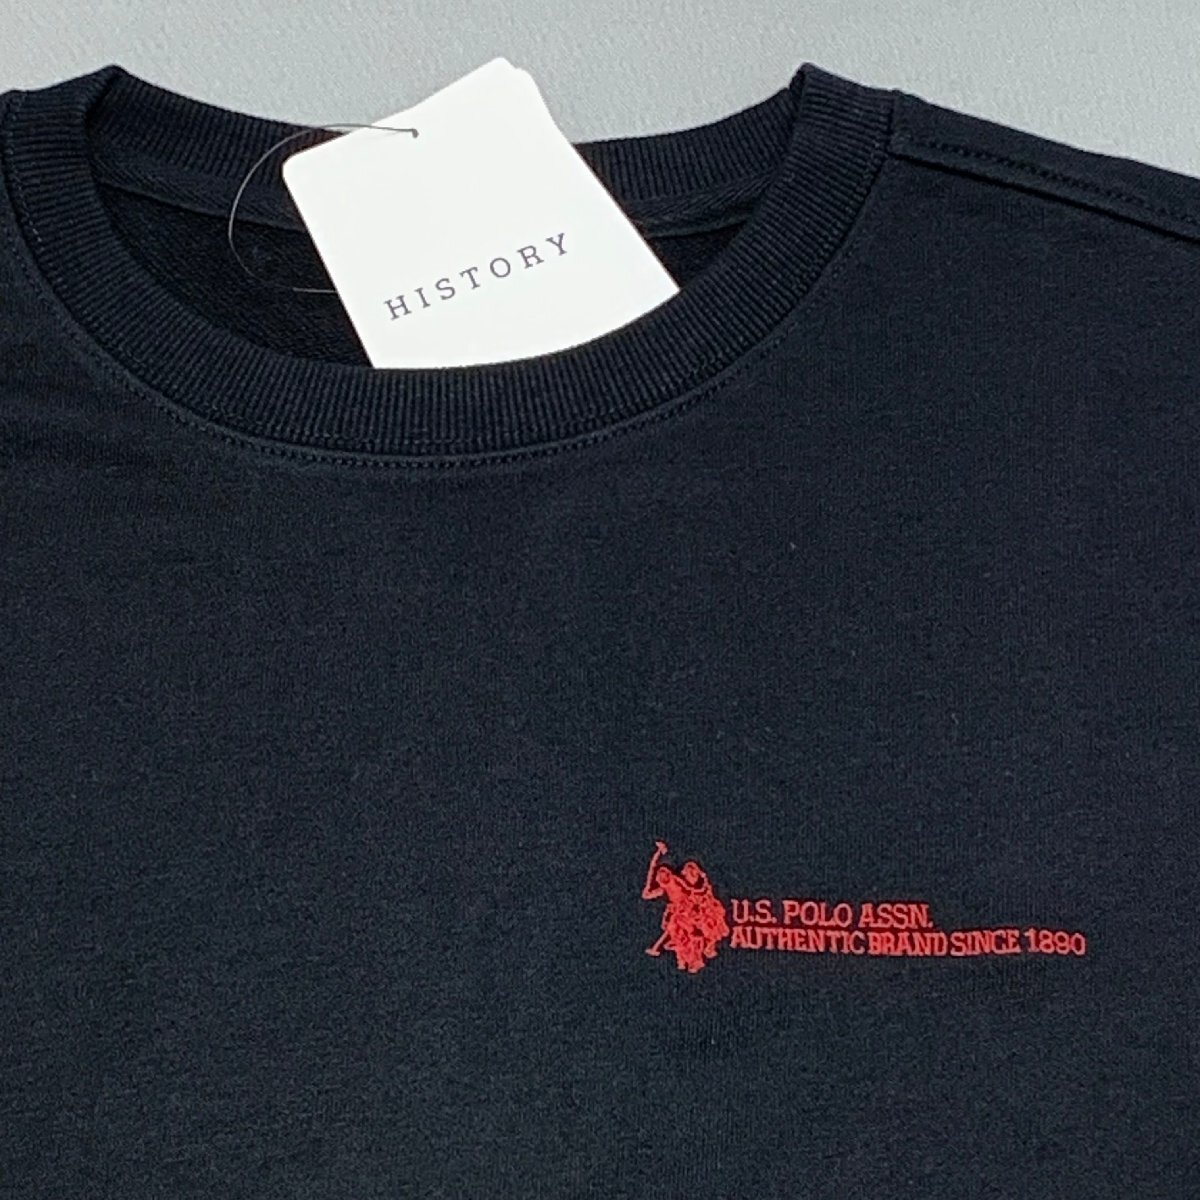 HISTORY
U.S. POLO ASSN.
AUTHENTIC BRAND SINCE 1890